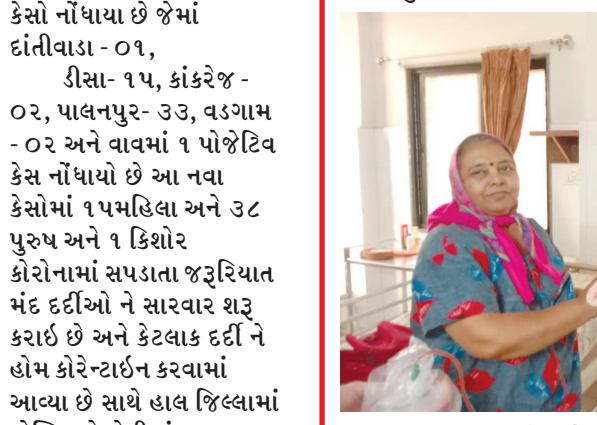 કેસો નોંધાયા છે જેમાં
દાંતીવાડા - ૦૧,
ડીસા- ૧૫, કાંકરેજ -
૦૨, પાલનપુર- ૩૩, વડગામ
- ૦૨ અને વાવમાં ૧ પોજેટિવ
કેસ નોંધાયો છે આ નવા
કેસોમાં ૧૫મહિલા અને ૩૮
પુરુષ અને ૧ કિશોર
કોરોનામાં સપડાતા જરૂરિયાત
મંદ દર્દીઓ ને સારવાર શરૂ
કરાઇ છે અને કેટલાક દર્દી ને
હોમ કોરેન્ટાઇન કરવામાં
આવ્યા છે સાથે હાલ જિલ્લામાં